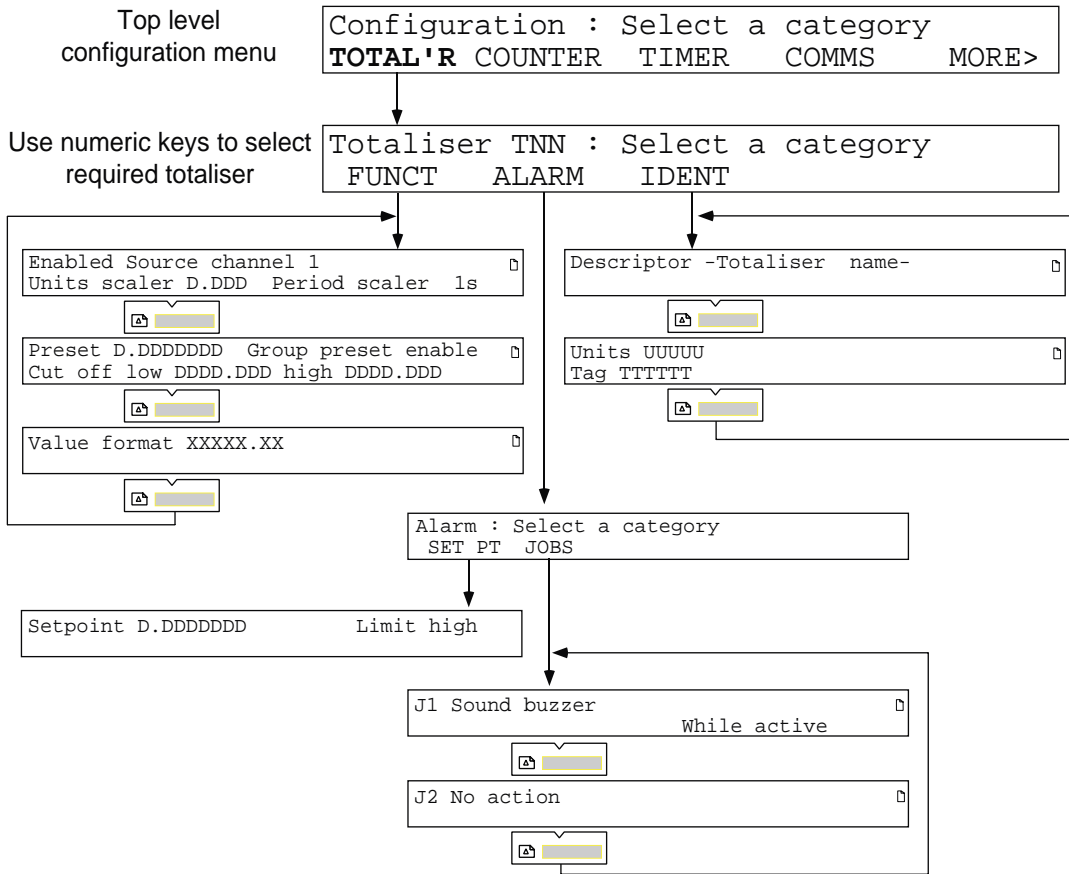 Top level
configuration menu
Configuration : Select a category
TOTAL'R COUNTER TIMER COMMS MORE>
Use numeric keys to select
required totaliser
Totaliser TNN : Select a category
FUNCT ALARM IDENT
Enabled Source channel 1
Units scaler D.DDD Period scaler 1s
Preset D.DDDDDDD Group preset enable
Cut off low DDDD.DDD high DDDD.DDD
Value format XXXXX.XX
Descriptor -Totaliser name-
Units UUUUU
Tag TTTTTT
Alarm : Select a category
SET PT JOBS
Setpoint D.DDDDDDD Limit high
J1 Sound buzzer
While active
J2 No action